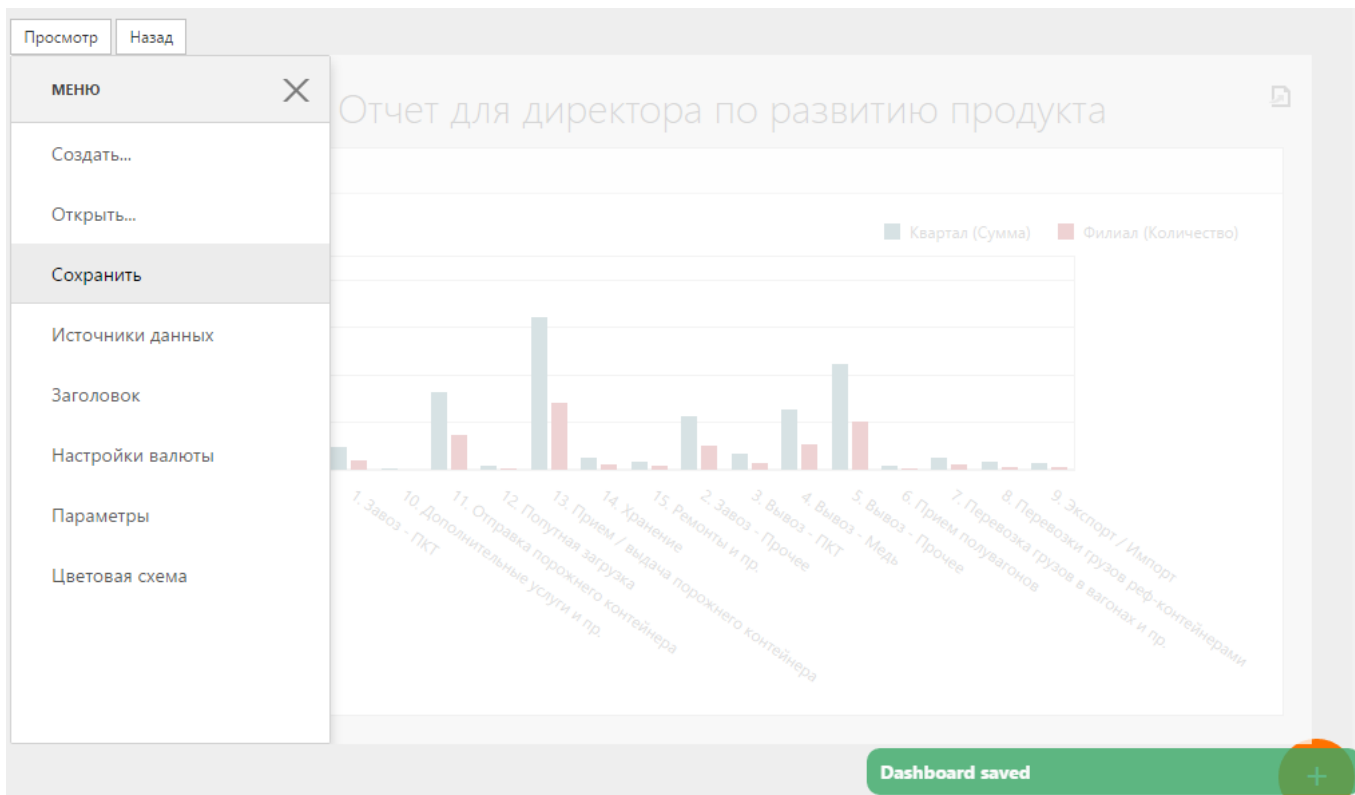 Просмотр Назад
МЕНЮ
Создать...
Открыть...
Сохранить
Источники данных
Заголовок
Настройки валюты
Параметры
Цветовая схема
Отчет для директора по развитию продукта
Квартал (Сумма) Филиал (Количество)
1. Завоз - ПКТ
10. Дополнительные услуги и пр.
11. Отправка порожнего контейнера
12. Попутная загрузка
13. Прием / выдача порожнего контейнера
14. Хранение
15. Ремонты и пр.
2. Завоз - Прочее
3. Вывоз - ПКТ
4. Вывоз - Медь
5. Вывоз - Прочее
6. Прием полувагонов
7. Перевозка грузов в вагонах и пр.
8. Перевозки грузов реф-контейнерами
9. Экспорт / Импорт
Dashboard saved